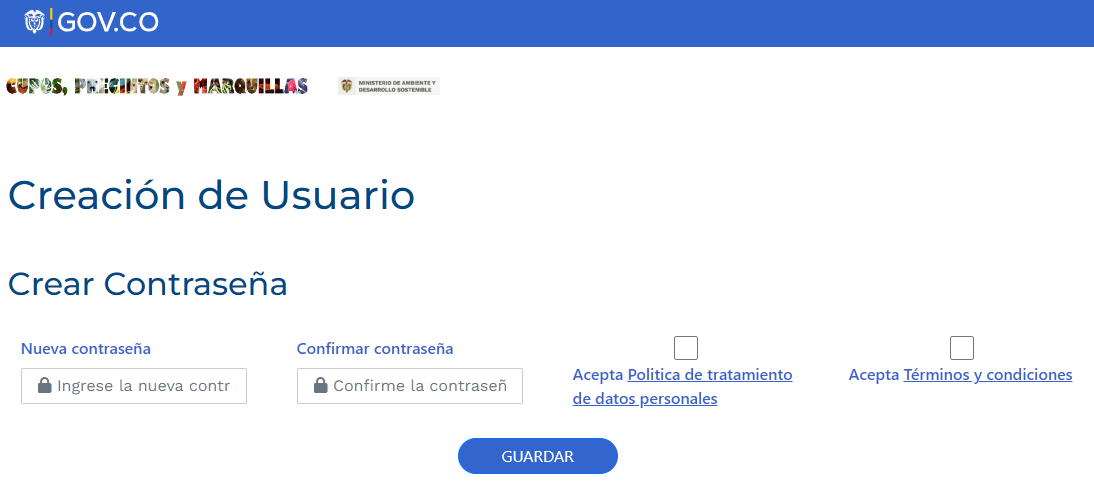 GOV.CO
CUPOS, PRECINTOS y MARQUILLAS
MINISTERIO DE AMBIENTE Y
DESARROLLO SOSTENIBLE
Creación de Usuario
Crear Contraseña
Nueva contraseña
Ingrese la nueva contr
Confirmar contraseña
Confirme la contraseñ
Acepta Politica de tratamiento
de datos personales
Acepta Términos y condiciones
GUARDAR